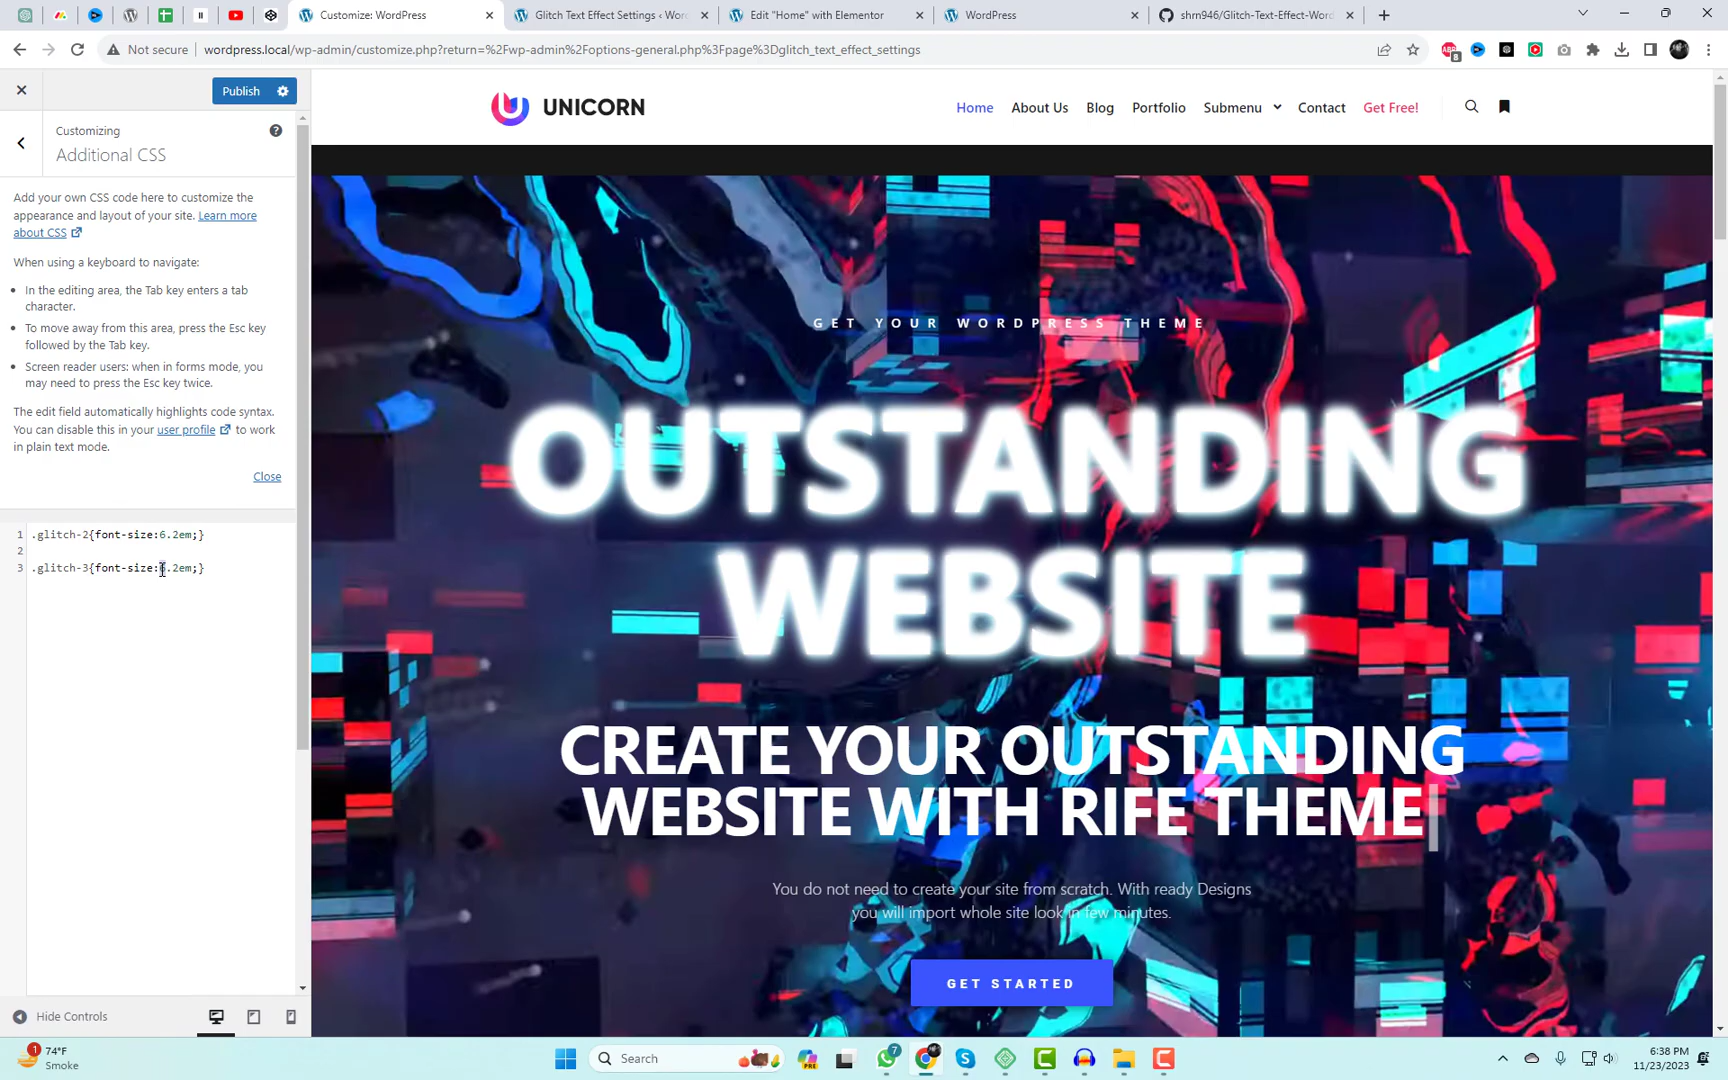 Customize: WordPress
Glitch Text Effect Settings ‹ Wor
Edit "Home" with Elementor
WordPress
shrn946/Glitch-Text-Effect-Word
Not secure
wordpress.local/wp-admin/customize.php?return=%2Fwp-admin%2Foptions-general.php%3Fpage%3Dglitch_text_effect_settings
Publish
Customizing
Additional CSS
Add your own CSS code here to customize the
appearance and layout of your site. Learn more
about CSS
When using a keyboard to navigate:
In the editing area, the Tab key enters a tab
character.
To move away from this area, press the Esc key
followed by the Tab key.
Screen reader users: when in forms mode, you
may need to press the Esc key twice.
The edit field automatically highlights code syntax.
You can disable this in your user profile to work
in plain text mode.
Close
1 .glitch-2{font-size:6.2em;}
2
3 .glitch-3{font-size:6.2em;}
Hide Controls
UNICORN
Home About Us Blog Portfolio Submenu Contact Get Free!
GET YOUR WORDPRESS THEME
OUTSTANDING
WEBSITE
CREATE YOUR OUTSTANDING
WEBSITE WITH RIFE THEME
You do not need to create your site from scratch. With ready Designs
you will import whole site look in few minutes.
GET STARTED
1
74°F
Smoke
Search
PRE
7
6:38 PM
11/23/2023